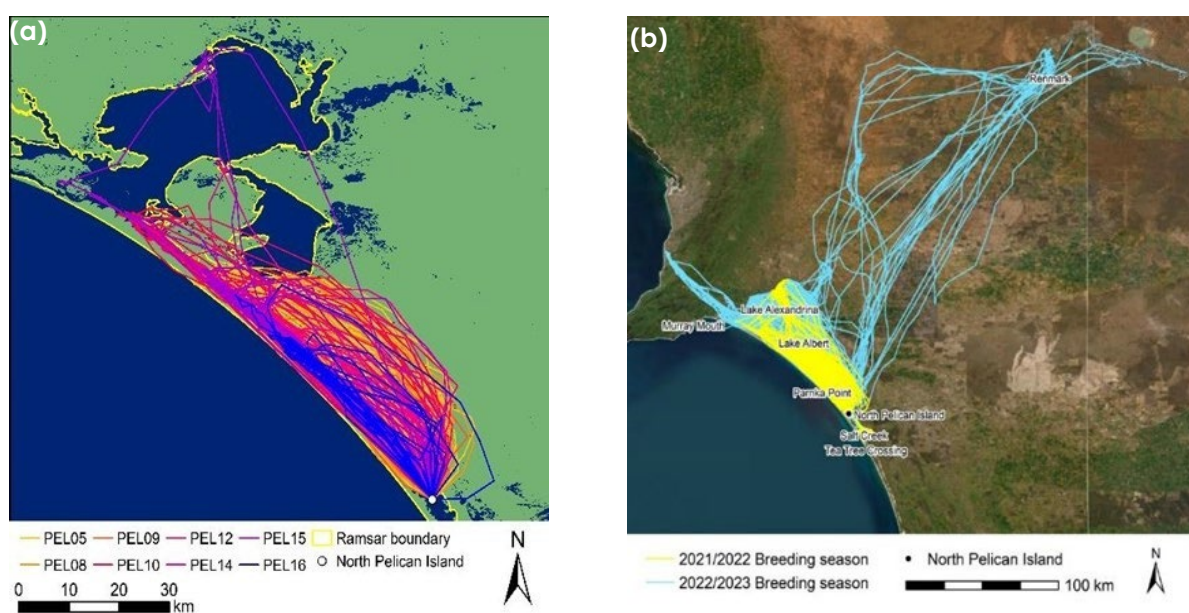 (a)
PEL05 PEL09 PEL12 PEL15 Ramsar boundary
PEL08 PEL10 PEL14 PEL16 North Pelican Island
N
0 10 20 30
km
(b)
Renmark
Lake Alexandrina
Murray Mouth
Lake Albert
Parnka Point
North Pelican Island
Salt Creek
Tea Tree Crossing
2021/2022 Breeding season
North Pelican Island
2022/2023 Breeding season
100 km
N